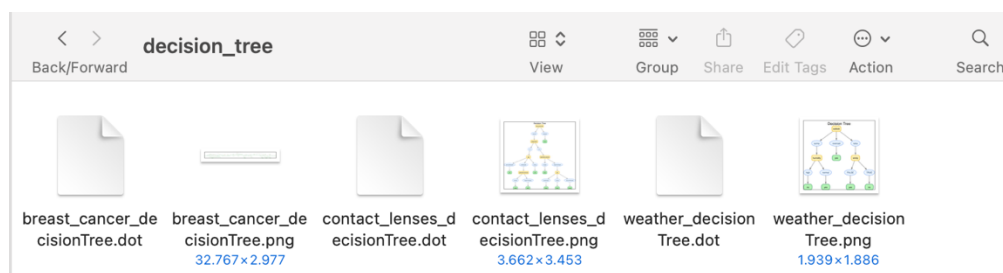 decision_tree
Back/Forward
View
Group
Share
Edit Tags
Action
Search
breast_cancer_de
cisionTree.dot
breast_cancer_de
cisionTree.png
32.767×2.977
contact_lenses_d
ecisionTree.dot
contact_lenses_d
ecisionTree.png
3.662×3.453
weather_decision
Tree.dot
weather_decision
Tree.png
1.939×1.886
Decision Tree